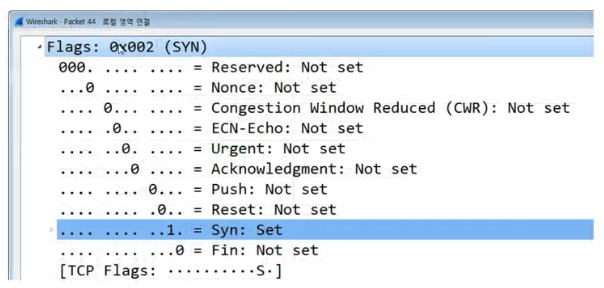 Wireshark · Packet 44 · 로컬 영역 연결
Flags: 0x002 (SYN)
000. .... .... = Reserved: Not set
...0 .... .... = Nonce: Not set
.... 0... .... = Congestion Window Reduced (CWR): Not set
.... .0.. .... = ECN-Echo: Not set
.... ..0. .... = Urgent: Not set
.... ...0 .... = Acknowledgment: Not set
.... .... 0... = Push: Not set
.... .... .0.. = Reset: Not set
.... .... ..1. = Syn: Set
.... .... ...0 = Fin: Not set
[TCP Flags: ··········S·]